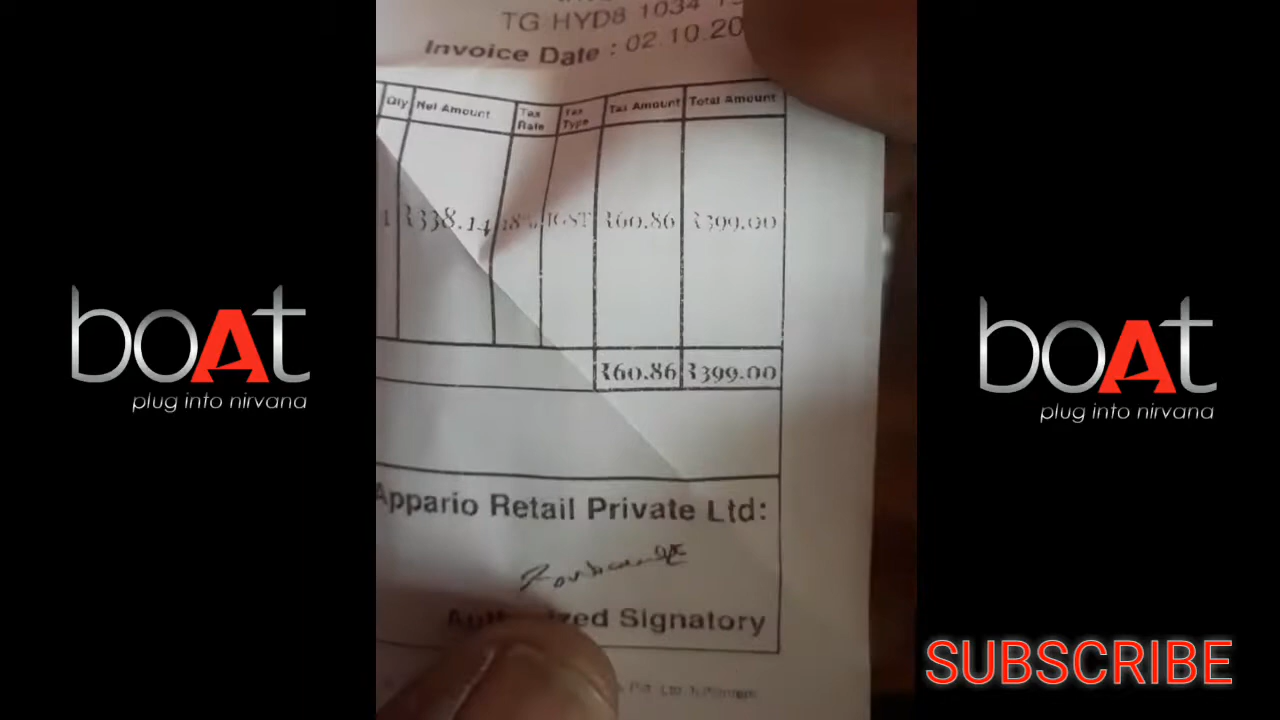 TG HYD8 1034
Invoice Date : 02.10.20
Qty Net Amount Tax Rate Tax Type Tax Amount Total Amount
1 ₹338.14 18% IGST ₹60.86 ₹399.00
₹60.86 ₹399.00
Appario Retail Private Ltd:
Authorized Signatory
boAt
plug into nirvana
boAt
plug into nirvana
SUBSCRIBE